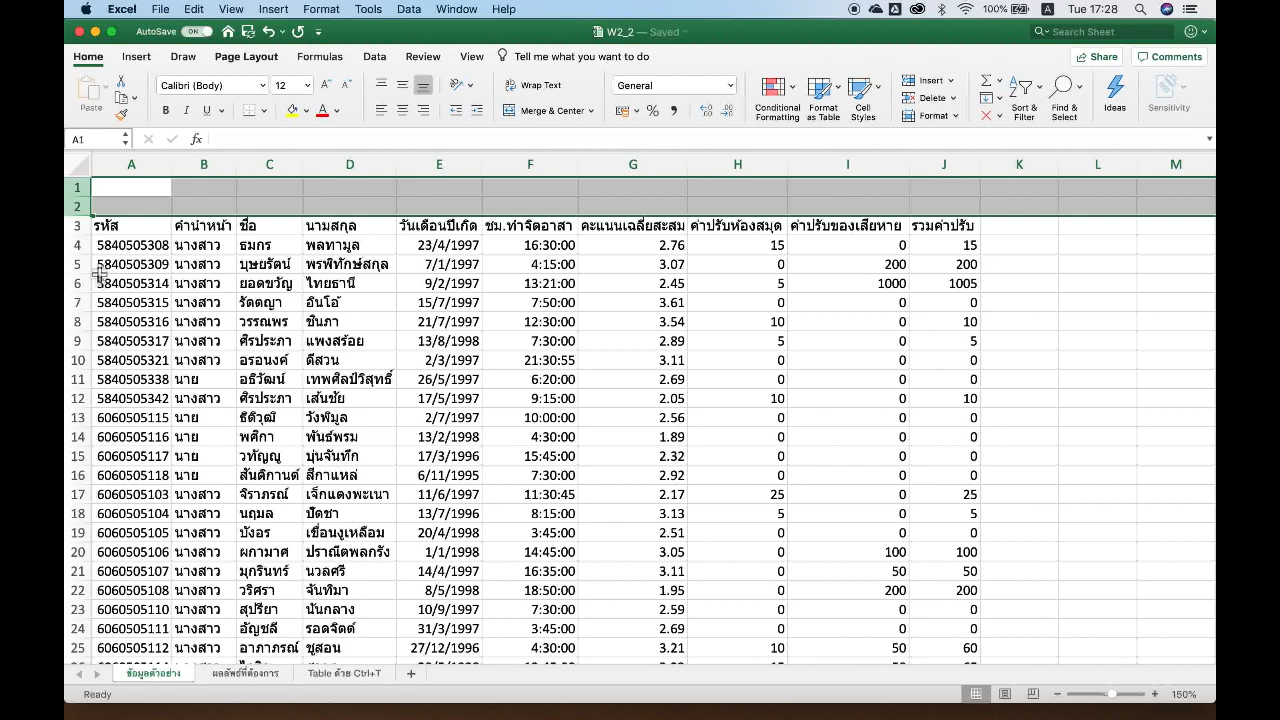 Excel File Edit View Insert Format Tools Data Window Help 100% Tue 17:28
AutoSave ON W2_2 — Saved Search Sheet
Home Insert Draw Page Layout Formulas Data Review View Tell me what you want to do Share Comments
Paste Calibri (Body) 12 Wrap Text General Conditional Formatting Format as Table Cell Styles Insert Sort & Filter Find & Select Ideas Sensitivity
B I U Merge & Center Delete Format
A1 fx
A B C D E F G H I J K L M
1
2
3 รหัส คำนำหน้า ชื่อ นามสกุล วันเดือนปีเกิด ชม.ทำจิตอาสา คะแนนเฉลี่ยสะสม ค่าปรับห้องสมุด ค่าปรับของเสียหาย รวมค่าปรับ
4 5840505308 นางสาว ธมกร พลทามูล 23/4/1997 16:30:00 2.76 15 0 15
5 5840505309 นางสาว บุษยรัตน์ พรพิทักษ์สกุล 7/1/1997 4:15:00 3.07 0 200 200
6 5840505314 นางสาว ยอดขวัญ ไทยธานี 9/2/1997 13:21:00 2.45 5 1000 1005
7 5840505315 นางสาว รัตตญา อินโอ้ 15/7/1997 7:50:00 3.61 0 0 0
8 5840505316 นางสาว วรรณพร ชินภา 21/7/1997 12:30:00 3.54 10 0 10
9 5840505317 นางสาว ศิรประภา แพงสร้อย 13/8/1998 7:30:00 2.89 5 0 5
10 5840505321 นางสาว อรอนงค์ ดีสวน 2/3/1997 21:30:55 3.11 0 0 0
11 5840505338 นาย อธิวัฒน์ เทพศิลป์วิสุทธิ์ 26/5/1997 6:20:00 2.69 0 0 0
12 5840505342 นางสาว ศิรประภา เส้นชัย 17/5/1997 9:15:00 2.05 10 0 10
13 6060505115 นาย ธิติวุฒิ วังพิมูล 2/7/1997 10:00:00 2.56 0 0 0
14 6060505116 นาย พศิกา พันธ์พรม 13/2/1998 4:30:00 1.89 0 0 0
15 6060505117 นาย วทัญญู บุ่นจันทึก 17/3/1996 15:45:00 2.32 0 0 0
16 6060505118 นาย สันติกานต์ สีกาแหล่ 6/11/1995 7:30:00 2.92 0 0 0
17 6060505103 นางสาว จิราภรณ์ เจ็กแตงพะเนา 11/6/1997 11:30:45 2.17 25 0 25
18 6060505104 นางสาว นฤมล ปัดชา 13/7/1996 8:15:00 3.13 5 0 5
19 6060505105 นางสาว บังอร เขื่อนงูเหลือม 20/4/1998 3:45:00 2.51 0 0 0
20 6060505106 นางสาว ผกามาศ ปราณีตพลกรัง 1/1/1998 14:45:00 3.05 0 100 100
21 6060505107 นางสาว มุกรินทร์ นวลศรี 14/4/1997 16:35:00 3.11 0 50 50
22 6060505108 นางสาว วริศรา จันทิมา 8/5/1998 18:50:00 1.95 0 200 200
23 6060505110 นางสาว สุปรียา นั่นกลาง 10/9/1997 7:30:00 2.59 0 0 0
24 6060505111 นางสาว อัญชลี รอดจิตต์ 31/3/1997 3:45:00 2.69 0 0 0
25 6060505112 นางสาว อาภาภรณ์ ชูสอน 27/12/1996 4:30:00 3.21 10 50 60
ข้อมูลตัวอย่าง ผลลัพธ์ที่ต้องการ Table ด้วย Ctrl+T
Ready 150%